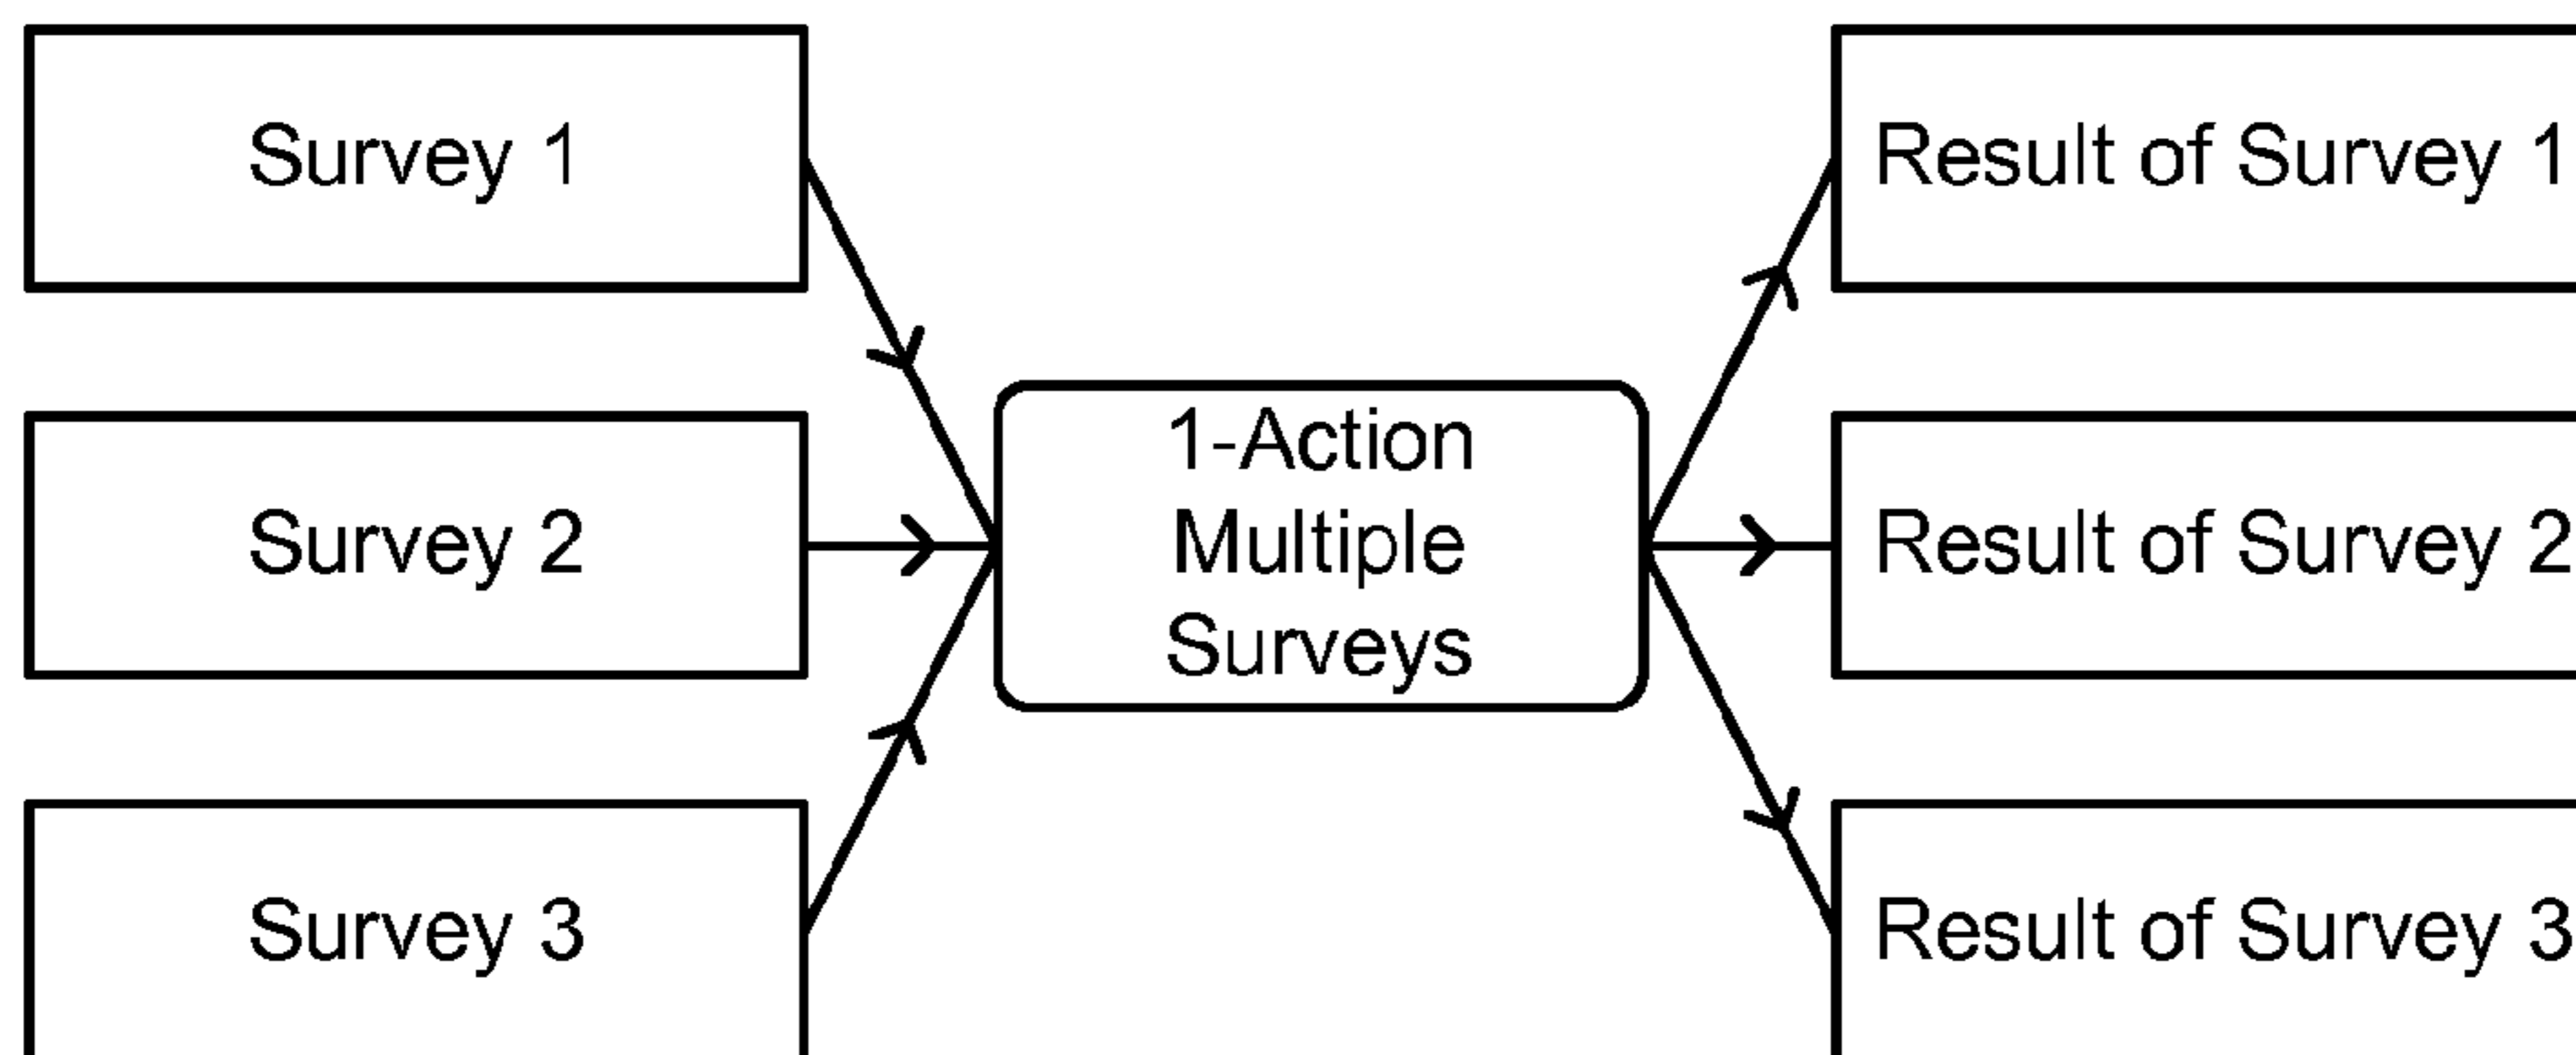 Survey 1
Survey 2
Survey 3
1-Action
Multiple
Surveys
Result of Survey 1
Result of Survey 2
Result of Survey 3